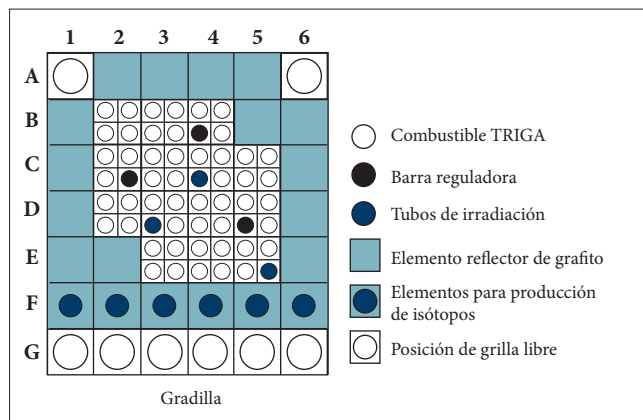 1 2 3 4 5 6
A
B
C
D
E
F
G
Gradilla
Combustible TRIGA
Barra reguladora
Tubos de irradiación
Elemento reflector de grafito
Elementos para producción
de isótopos
Posición de grilla libre